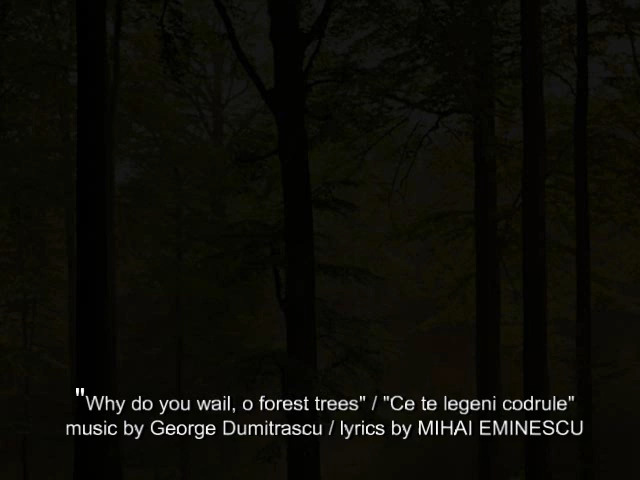 "Why do you wail, o forest trees" / "Ce te legeni codrule"
music by George Dumitrascu / lyrics by MIHAI EMINESCU